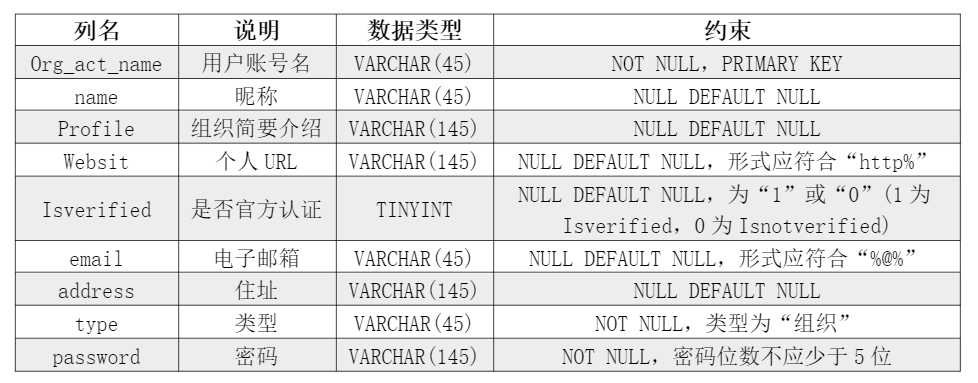 列名 说明 数据类型 约束
Org_act_name 用户账号名 VARCHAR(45) NOT NULL，PRIMARY KEY
name 昵称 VARCHAR(45) NULL DEFAULT NULL
Profile 组织简要介绍 VARCHAR(145) NULL DEFAULT NULL
Websit 个人 URL VARCHAR(145) NULL DEFAULT NULL，形式应符合“http%”
Isverified 是否官方认证 TINYINT NULL DEFAULT NULL，为“1”或“0”(1 为
Isverified，0 为 Isnotverified)
email 电子邮箱 VARCHAR(45) NULL DEFAULT NULL，形式应符合“%@%”
address 住址 VARCHAR(145) NULL DEFAULT NULL
type 类型 VARCHAR(45) NOT NULL，类型为“组织”
password 密码 VARCHAR(145) NOT NULL，密码位数不应少于 5 位